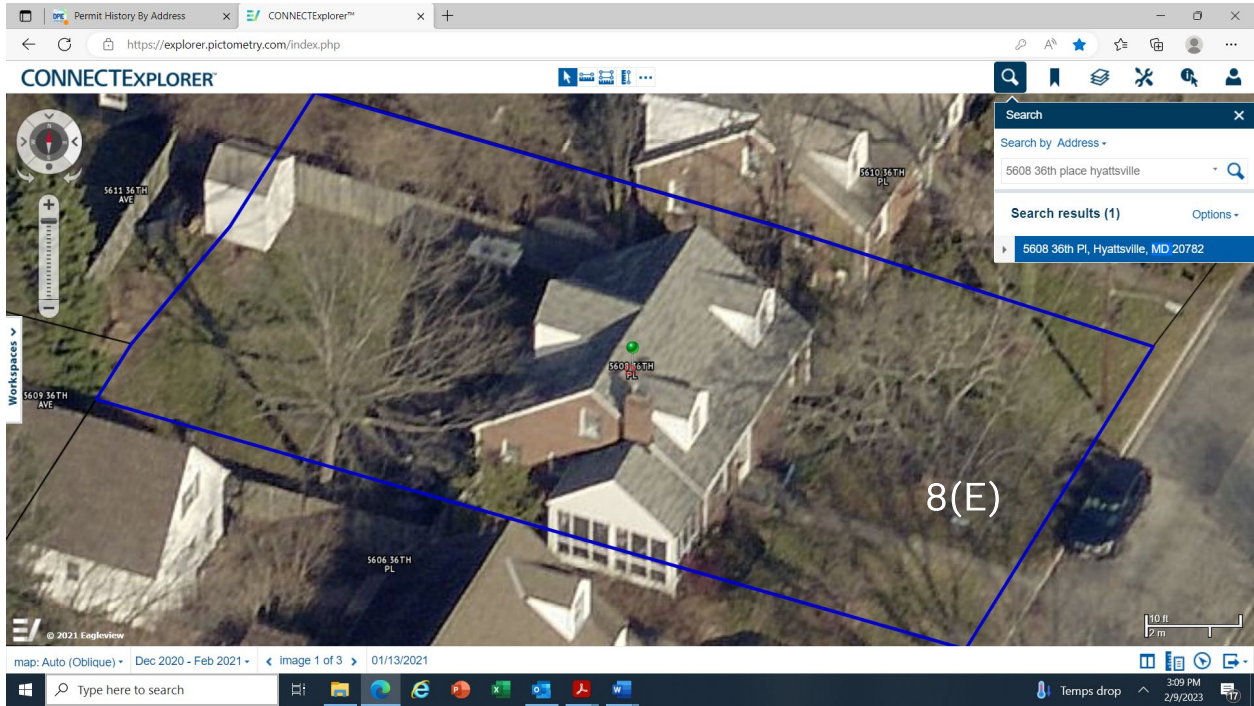 Permit History By Address
CONNECTExplorer™
https://explorer.pictometry.com/index.php
CONNECTEXPLORER™
Search
Search by Address
5608 36th place hyattsville
Search results (1)
Options
5608 36th Pl, Hyattsville, MD 20782
5611 36TH
AVE
5610 36TH
PL
5608 36TH
PL
5609 36TH
AVE
5606 36TH
PL
8(E)
Workspaces
10 ft
2 m
© 2021 Eagleview
map: Auto (Oblique)
Dec 2020 - Feb 2021
image 1 of 3
01/13/2021
Type here to search
Temps drop
3:09 PM
2/9/2023
17